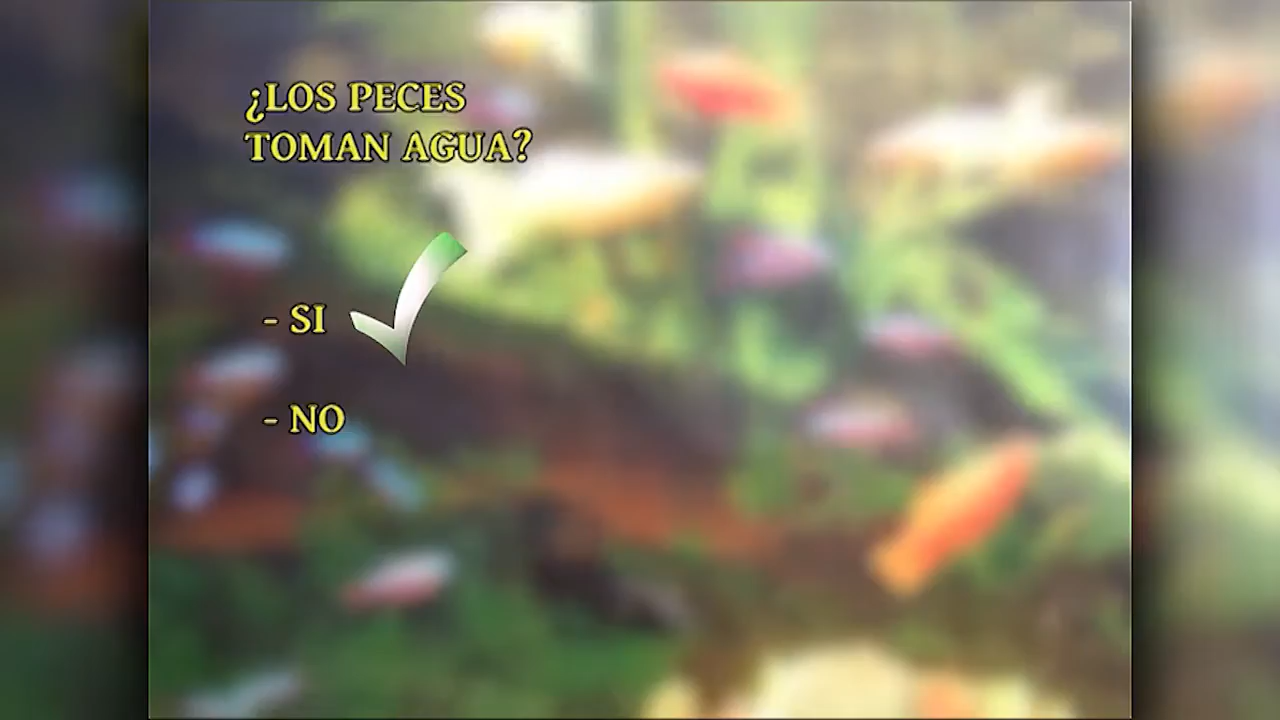 ¿LOS PECES
TOMAN AGUA?
- SI
- NO